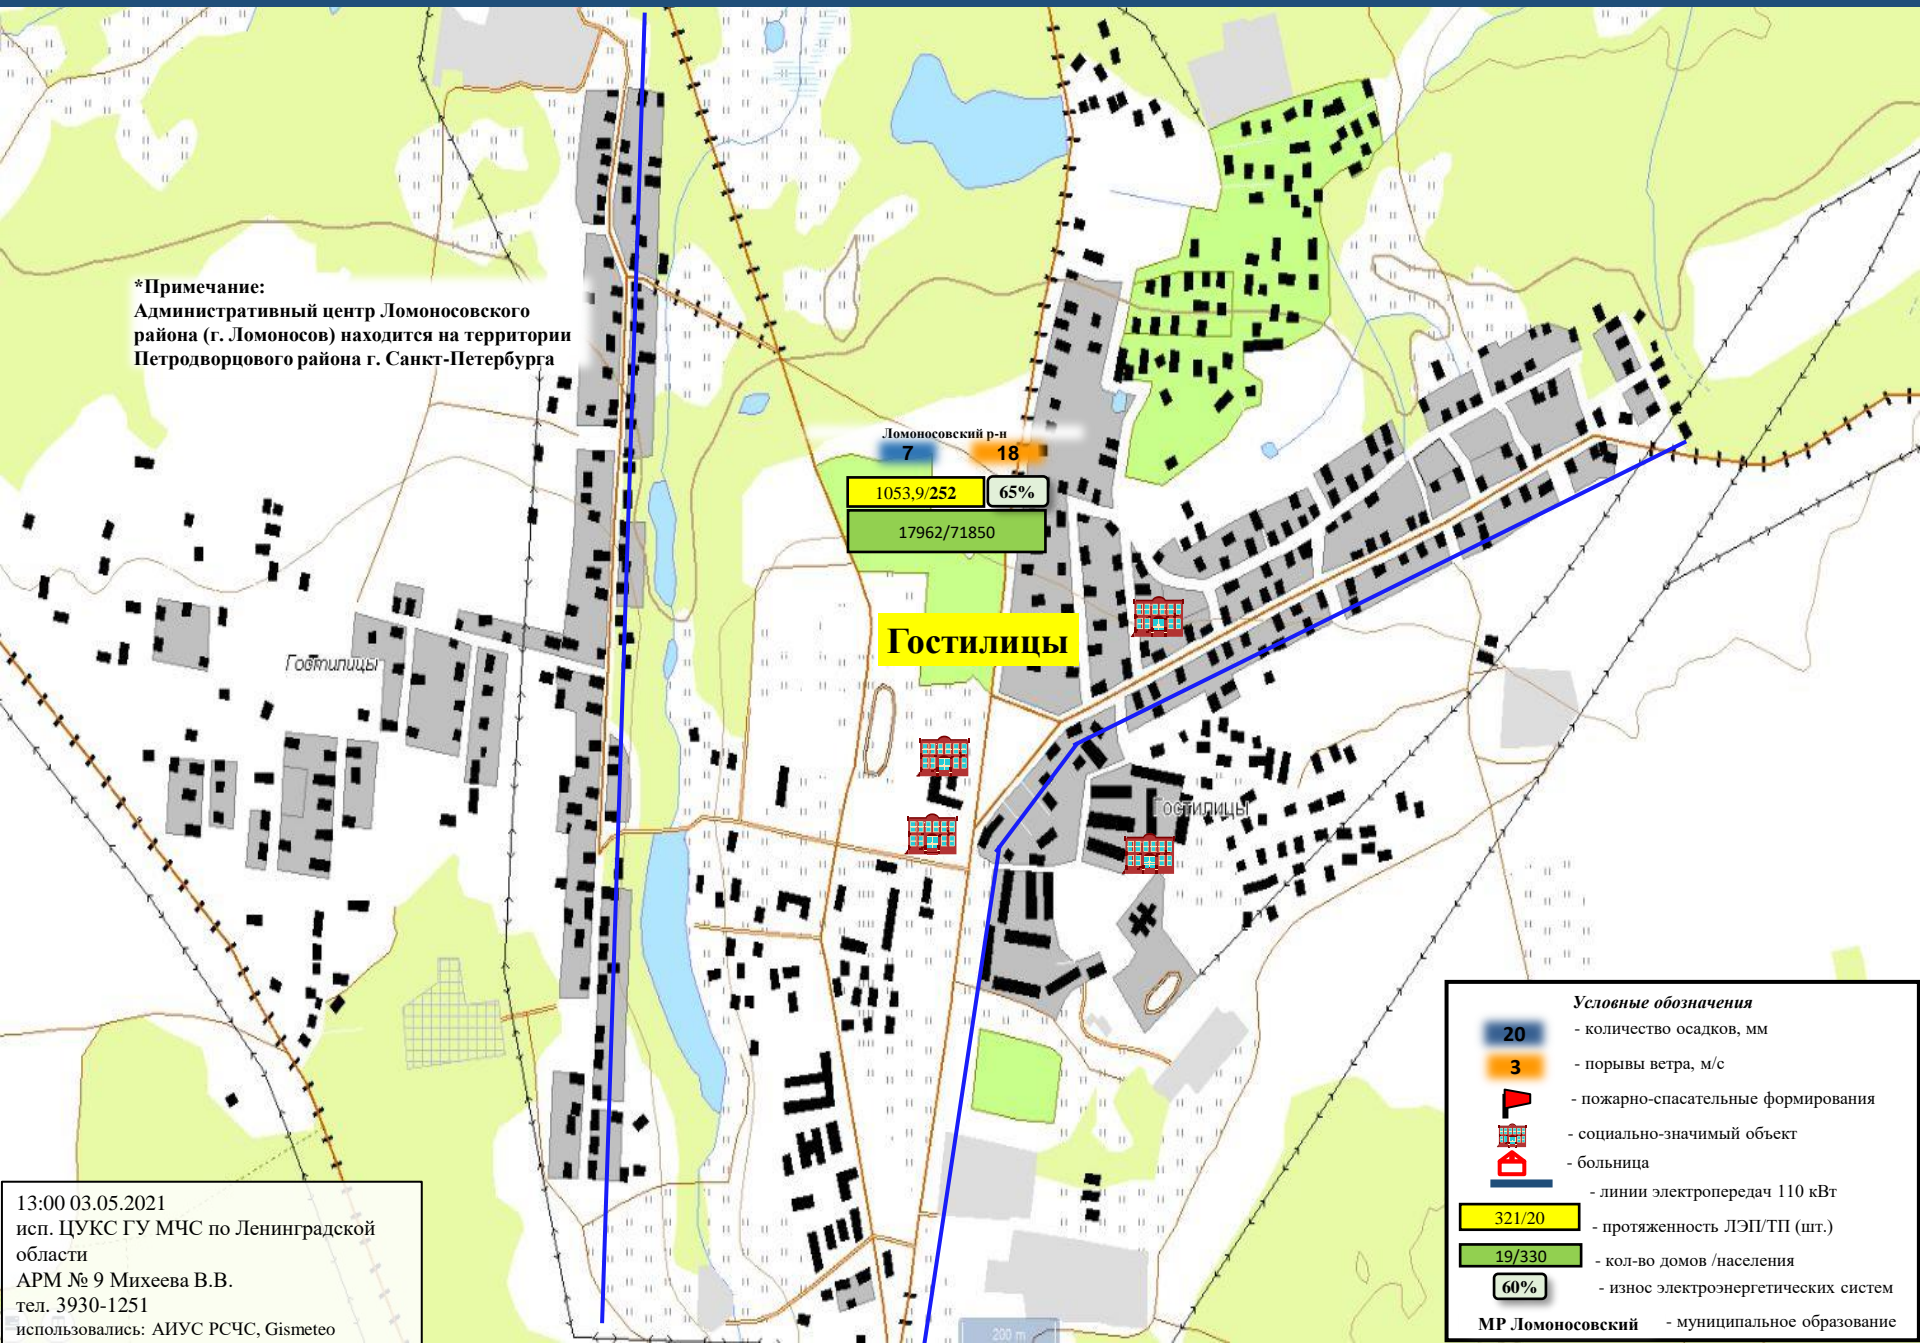 *Примечание:
Административный центр Ломоносовского
района (г. Ломоносов) находится на территории
Петродворцового района г. Санкт-Петербурга
Ломоносовский р-н
7 18
1053,9/252 65%
17962/71850
Гостилицы
Гостилицы
Гостилицы
Условные обозначения
20 - количество осадков, мм
3 - порывы ветра, м/с
- пожарно-спасательные формирования
- социально-значимый объект
- больница
- линии электропередач 110 кВт
321/20 - протяженность ЛЭП/ТП (шт.)
19/330 - кол-во домов /населения
60% - износ электроэнергетических систем
МР Ломоносовский - муниципальное образование
13:00 03.05.2021
исп. ЦУКС ГУ МЧС по Ленинградской
области
АРМ № 9 Михеева В.В.
тел. 3930-1251
использовались: АИУС РСЧС, Gismeteo
200 m